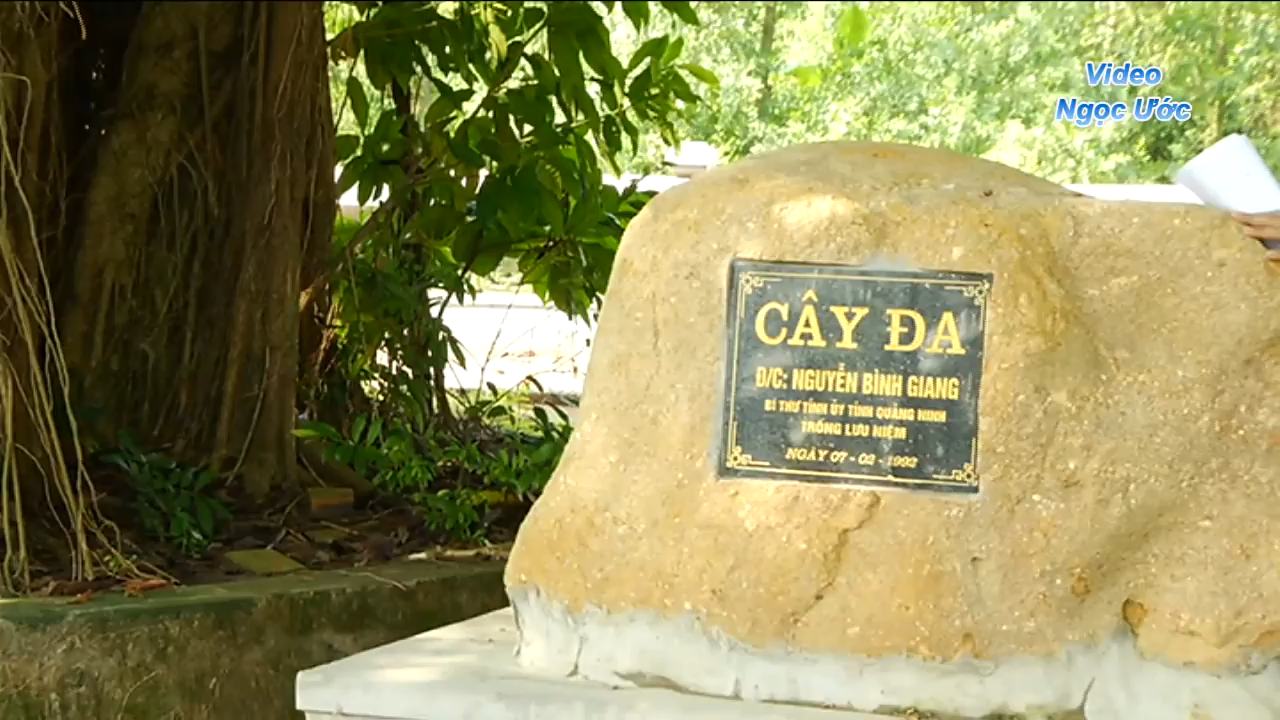 Video
Ngọc Ước
CÂY ĐA
Đ/C: NGUYỄN BÌNH GIANG
BÍ THƯ TỈNH ỦY TỈNH QUẢNG NINH
TRỒNG LƯU NIỆM
NGÀY 07 - 02 - 1992